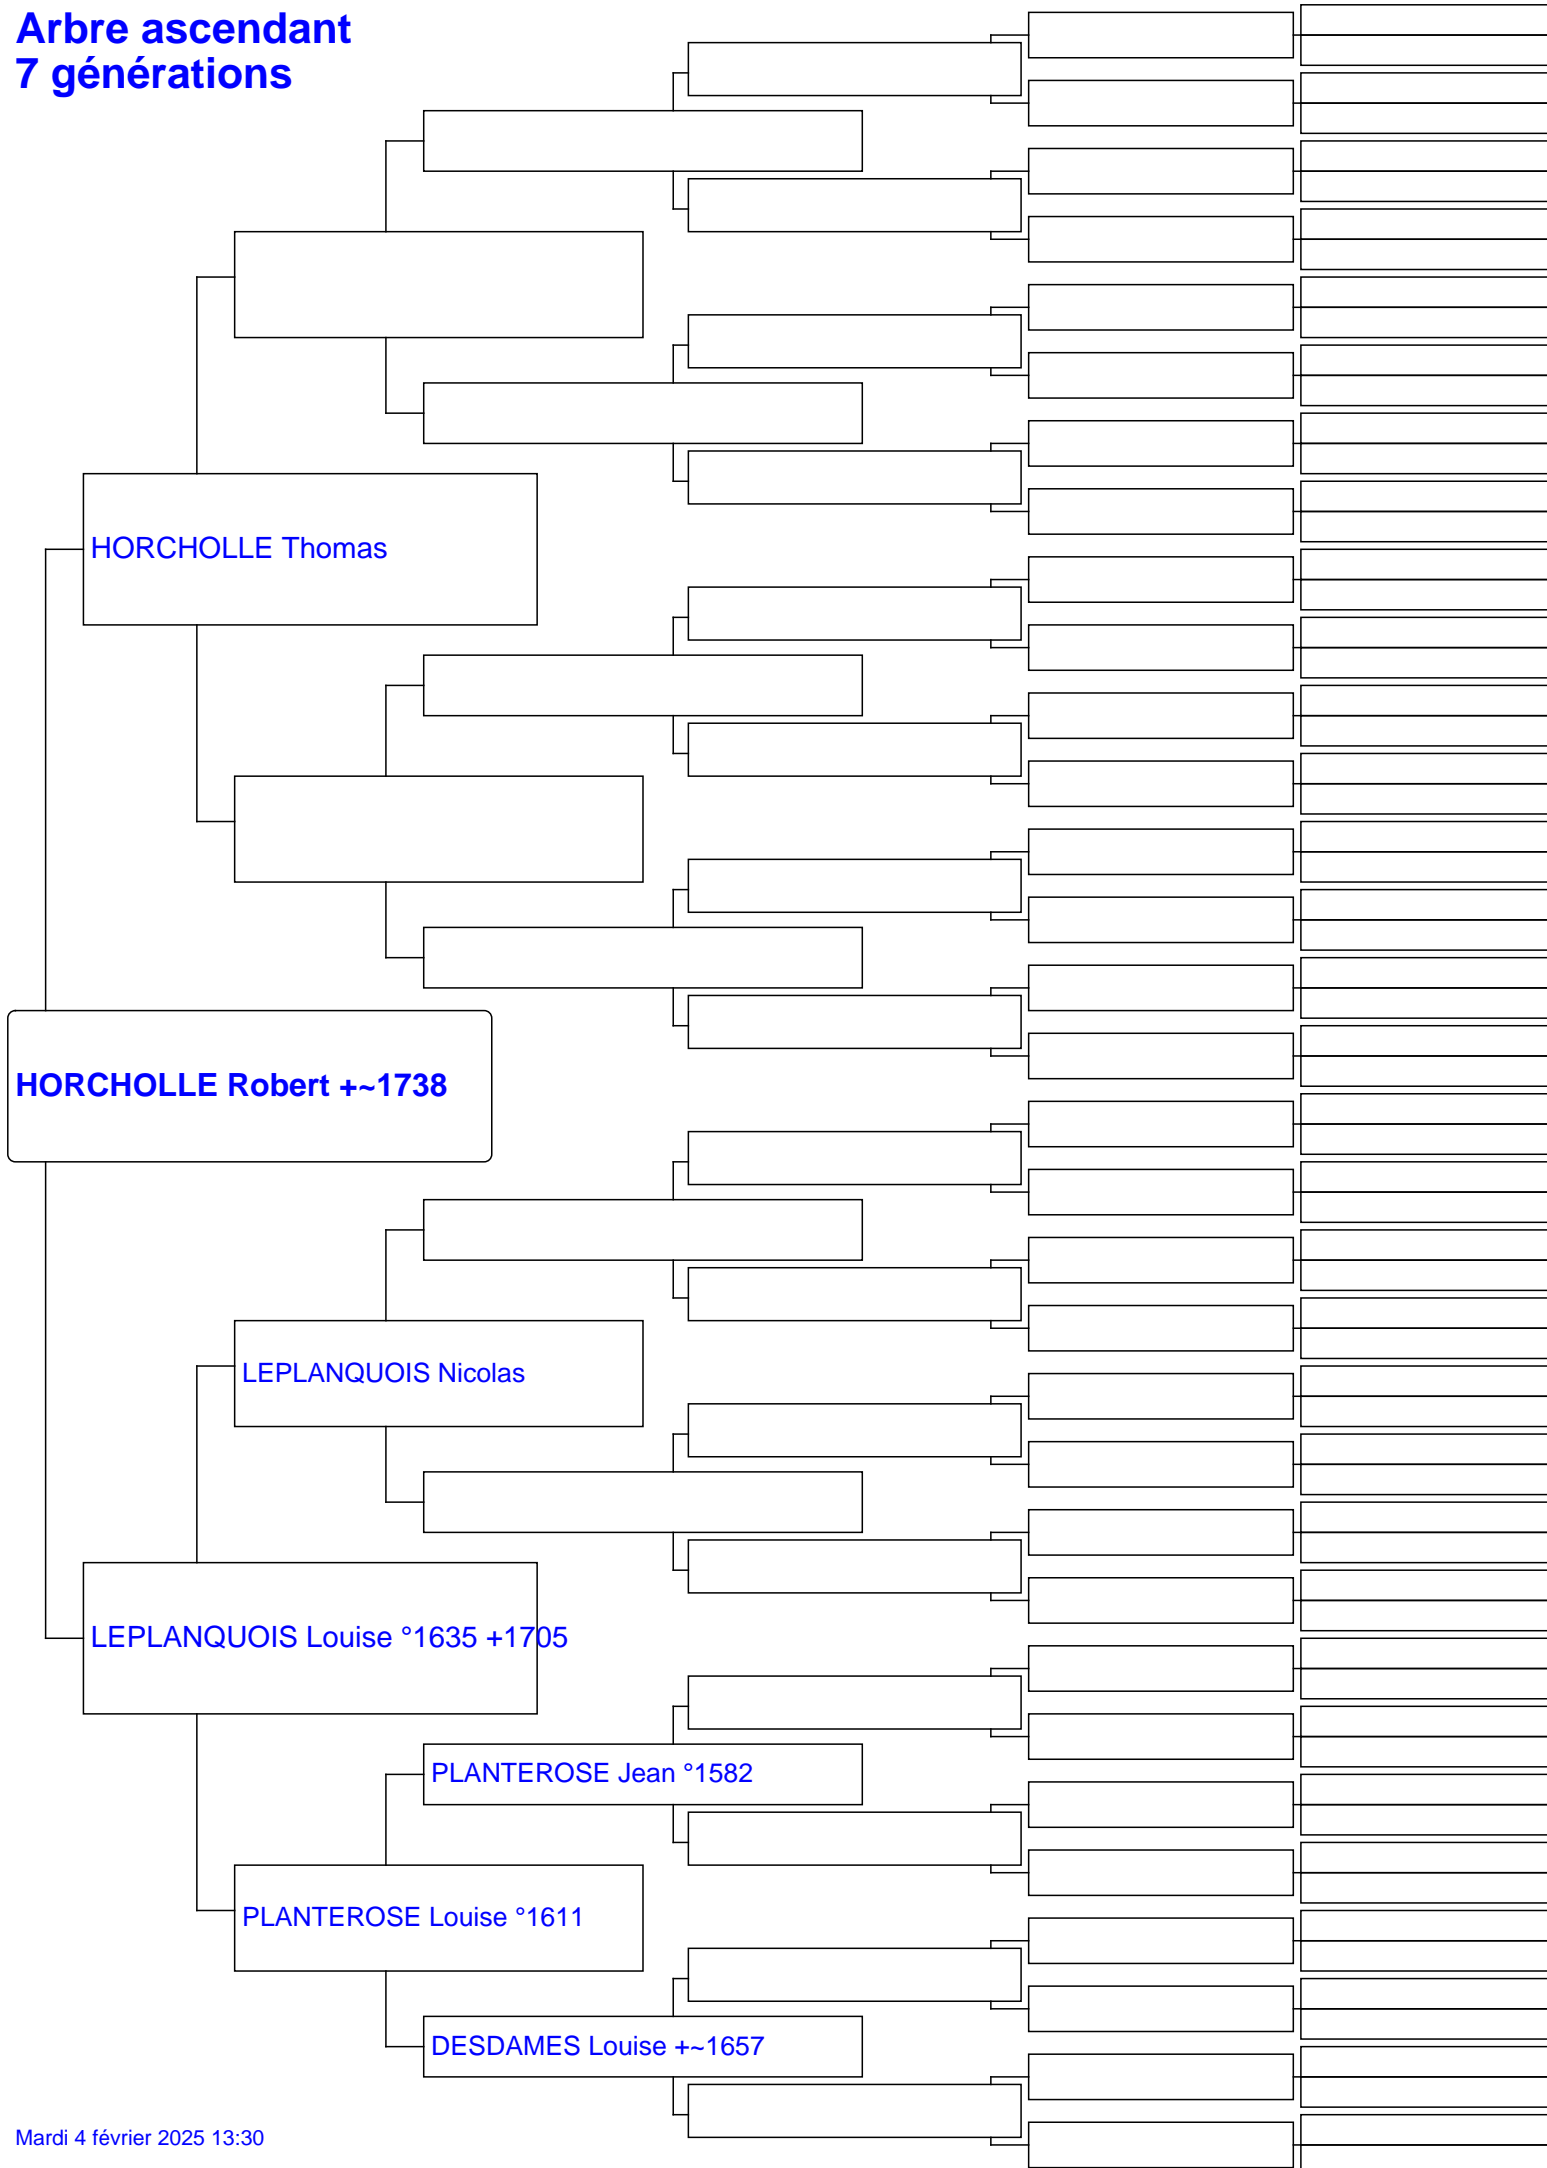 Arbre ascendant
7 générations
HORCHOLLE Thomas
HORCHOLLE Robert +~1738
LEPLANQUOIS Nicolas
LEPLANQUOIS Louise °1635 +1705
PLANTEROSE Jean °1582
PLANTEROSE Louise °1611
DESDAMES Louise +~1657
Mardi 4 février 2025 13:30